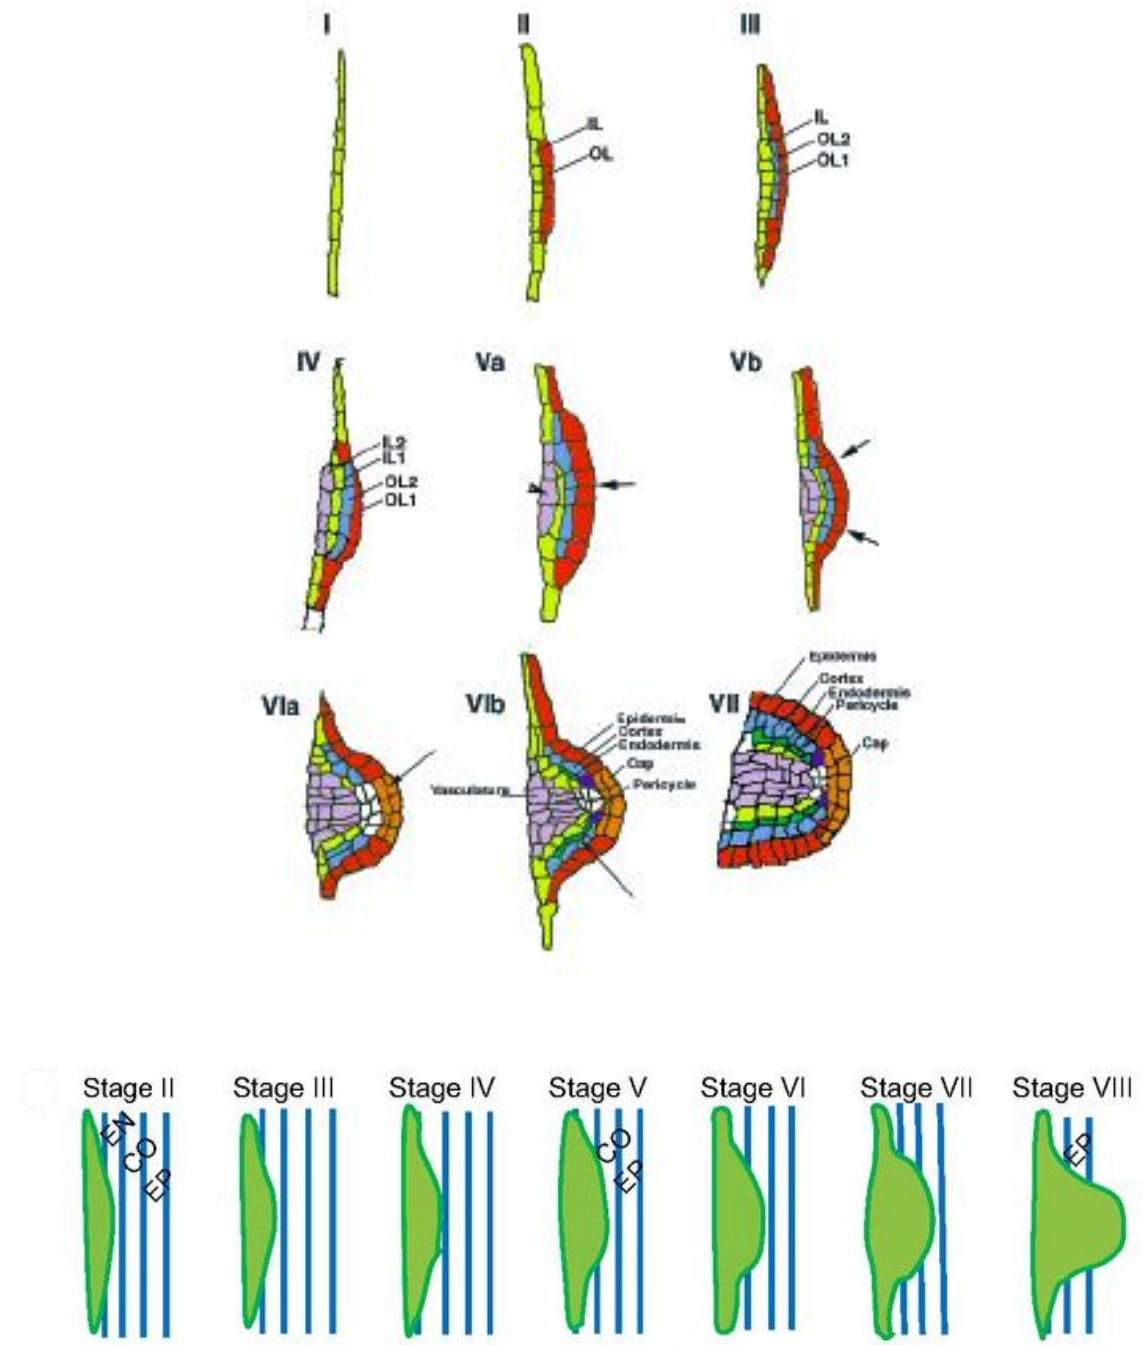 I II III
IL
OL
IL
OL2
OL1
IV Va Vb
IL2
IL1
OL2
OL1
VIa VIb VII
Epidermis
Cortex
Endodermis
Cap
Pericycle
Vasculature
Epidermis
Cortex
Endodermis
Pericycle
Cap
Stage II Stage III Stage IV Stage V Stage VI Stage VII Stage VIII
EN
CO
EP
CO
EP
EP